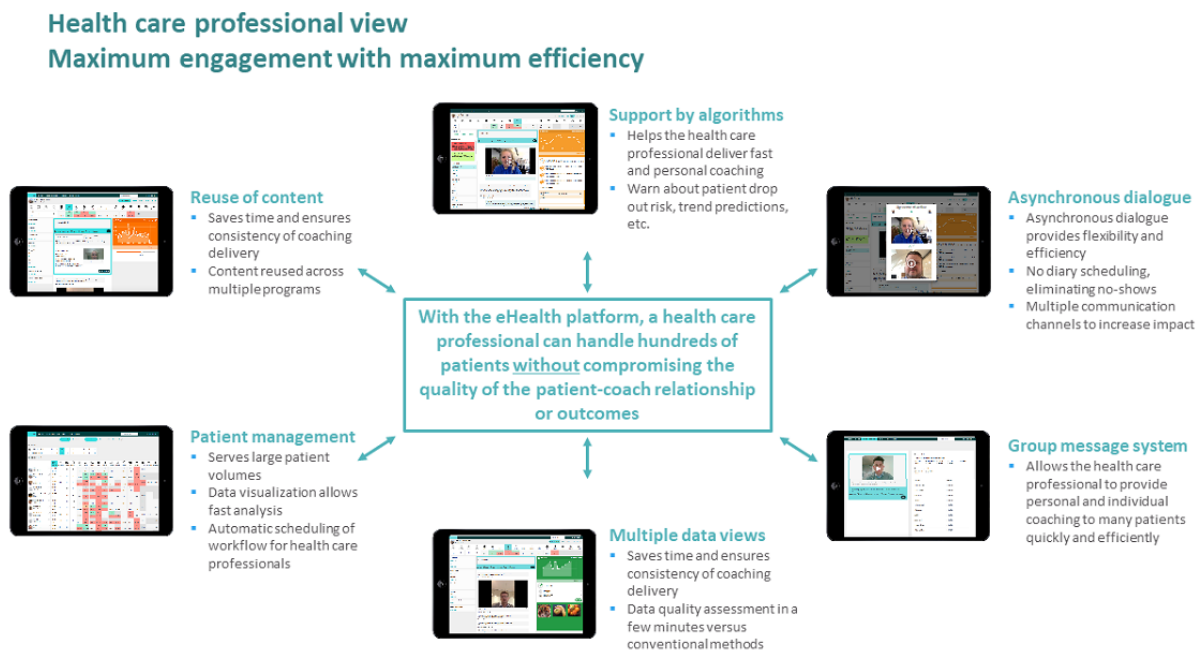 Health care professional view
Maximum engagement with maximum efficiency
Support by algorithms
▪ Helps the health care
professional deliver fast
and personal coaching
▪ Warn about patient drop
out risk, trend predictions,
etc.
Reuse of content
▪ Saves time and ensures
consistency of coaching
delivery
▪ Content reused across
multiple programs
Asynchronous dialogue
▪ Asynchronous dialogue
provides flexibility and
efficiency
▪ No diary scheduling,
eliminating no-shows
▪ Multiple communication
channels to increase impact
With the eHealth platform, a health care
professional can handle hundreds of
patients without compromising the
quality of the patient-coach relationship
or outcomes
Patient management
▪ Serves large patient
volumes
▪ Data visualization allows
fast analysis
▪ Automatic scheduling of
workflow for health care
professionals
Group message system
▪ Allows the health care
professional to provide
personal and individual
coaching to many patients
quickly and efficiently
Multiple data views
▪ Saves time and ensures
consistency of coaching
delivery
▪ Data quality assessment in a
few minutes versus
conventional methods